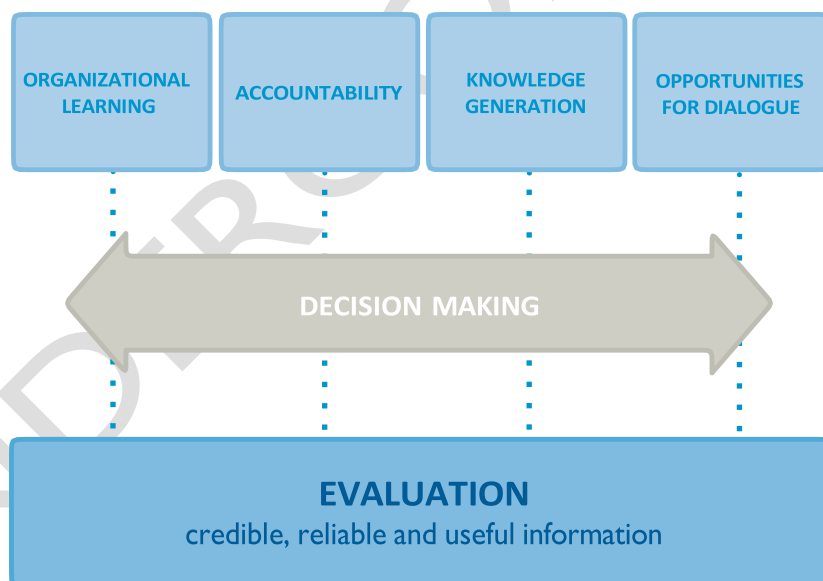 ORGANIZATIONAL
LEARNING
ACCOUNTABILITY
KNOWLEDGE
GENERATION
OPPORTUNITIES
FOR DIALOGUE
DECISION MAKING
EVALUATION
credible, reliable and useful information